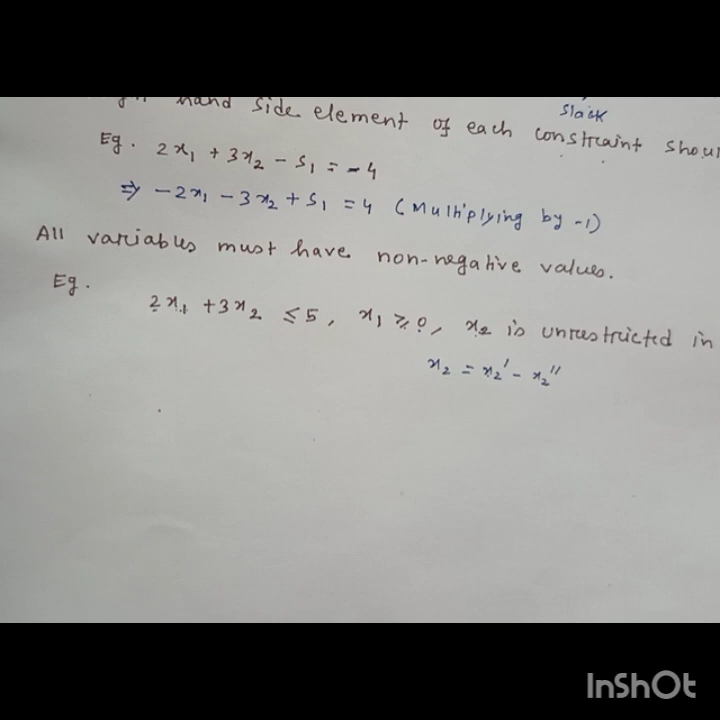 slack
hand side element of each constraint
Eg. 2x₁ + 3x₂ - S₁ = -4
⇒ -2x₁ - 3x₂ + S₁ = 4 (Multiplying by -1)
All variables must have non-negative values.
Eg.
2x₁ + 3x₂ ≤ 5, x₁ ≥ 0, x₂ is unrestricted in
x₂ = x₂' - x₂''
InShOt